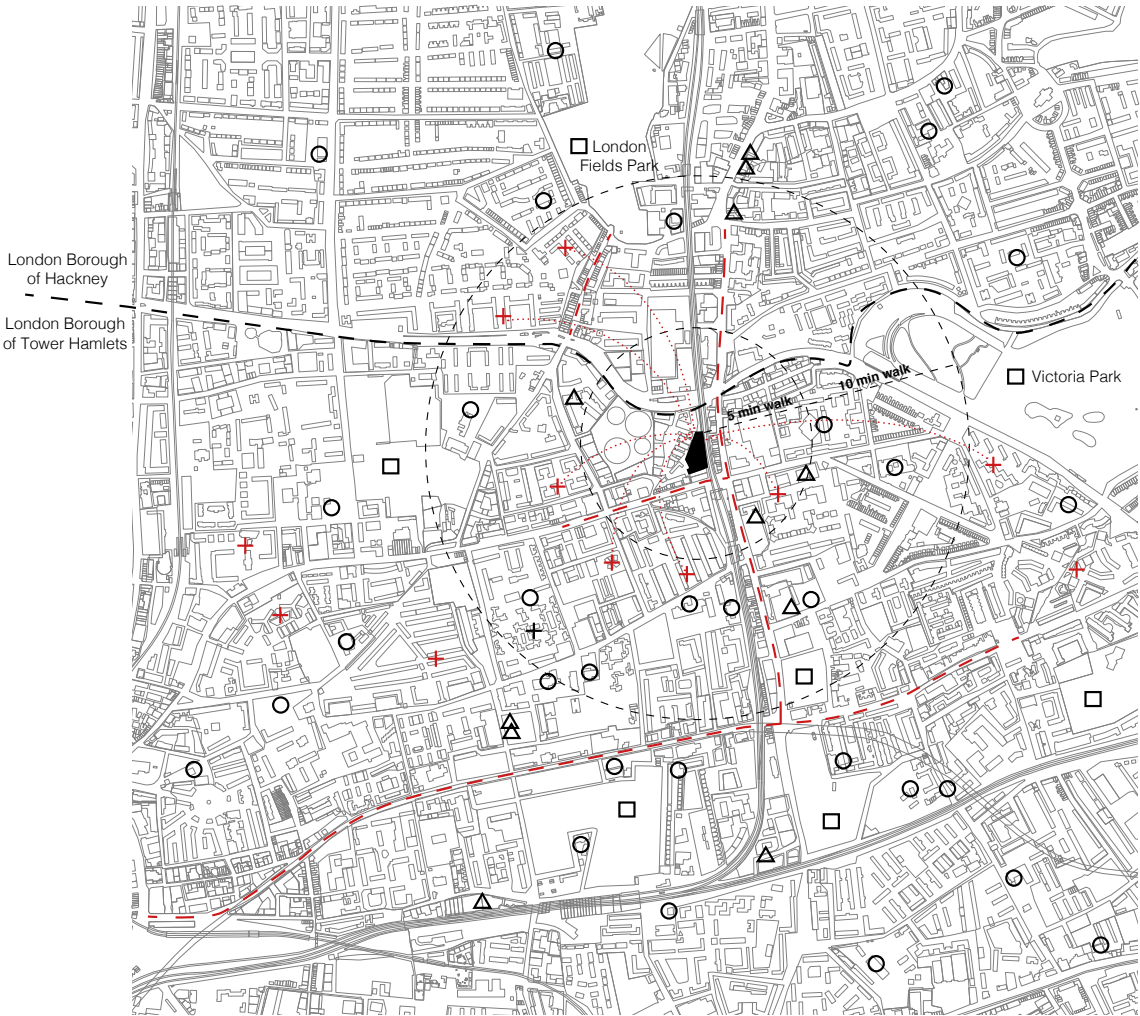 London
Fields Park
London Borough
of Hackney
London Borough
of Tower Hamlets
10 min walk
Victoria Park
5 min walk